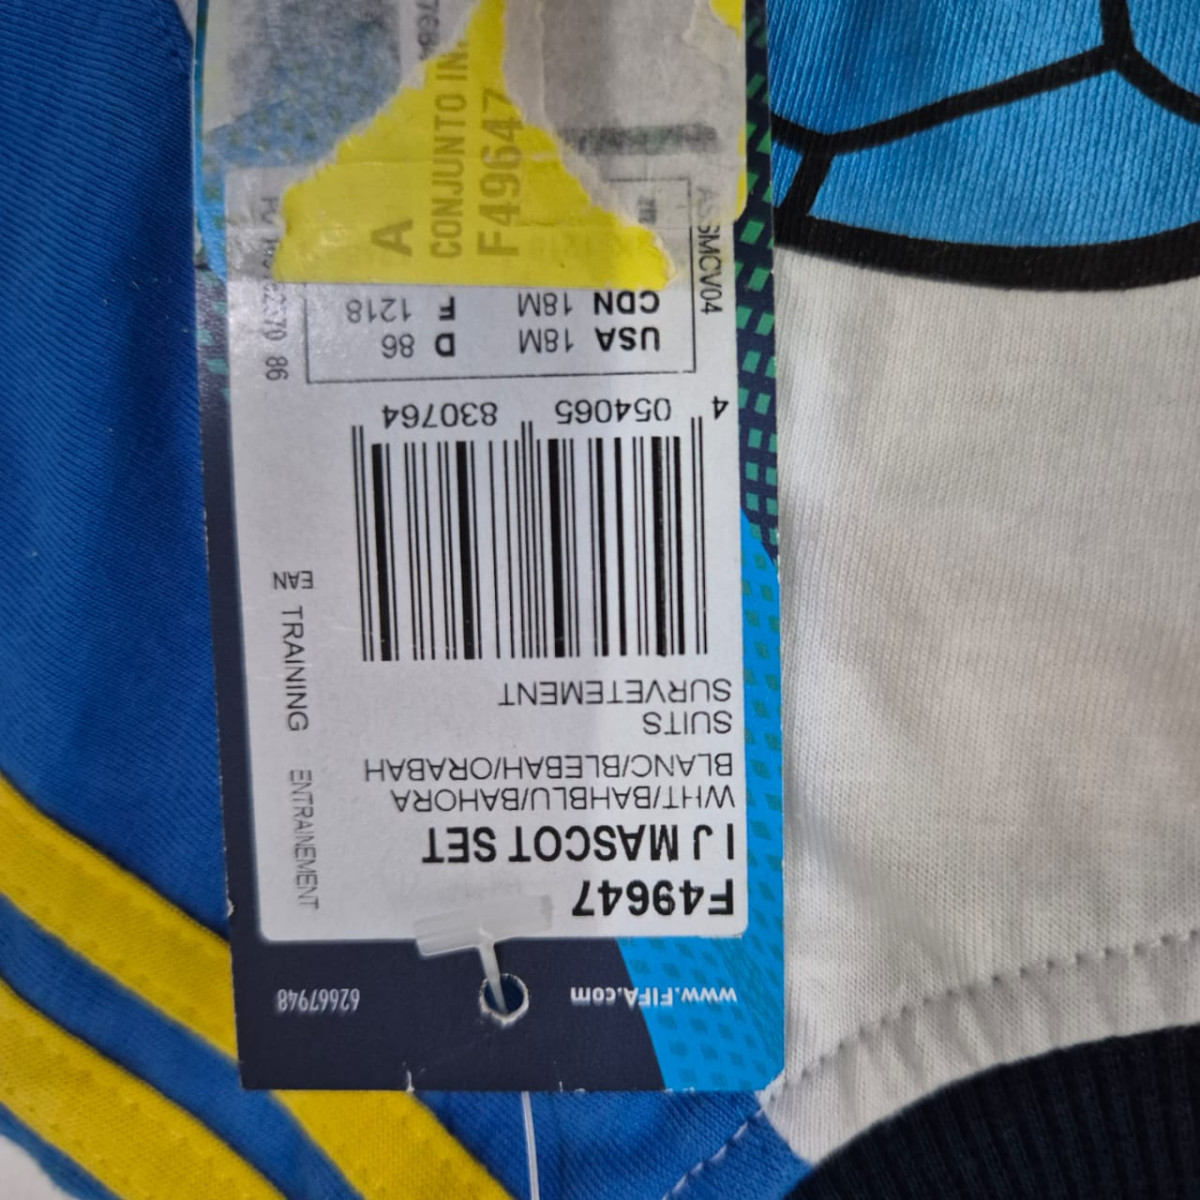 www.FIFA.com
62667948
F49647
I J MASCOT SET
WHT/BAHBLU/BAHORA
BLANC/BLEBAH/ORABAH
SUITS
SURVETEMENT
ENTRAINEMENT
TRAINING
EAN
4 054065 830764
USA 18M D 86
CDN 18M F 1218
86
A
CONJUNTO
F49647